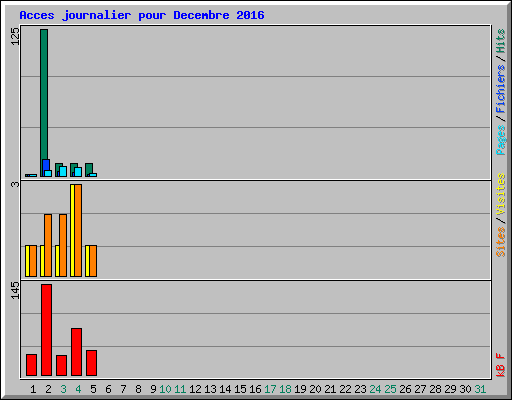 Acces journalier pour Decembre 2016
125
Pages/Fichiers/Hits
3
Sites/Visites
145
kB F
1 2 3 4 5 6 7 8 9 10 11 12 13 14 15 16 17 18 19 20 21 22 23 24 25 26 27 28 29 30 31